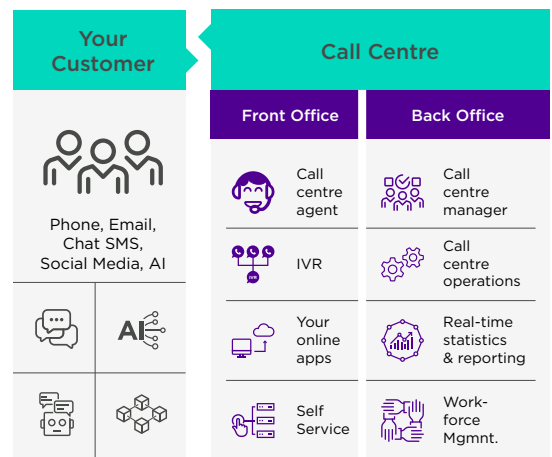 Your
Customer
Phone, Email,
Chat SMS,
Social Media, AI
AI
Call Centre
Front Office
Call
centre
agent
IVR
IVR
Your
online
apps
Self
Service
Back Office
Call
centre
manager
Call
centre
operations
Real-time
statistics
& reporting
Work-
force
Mgmnt.